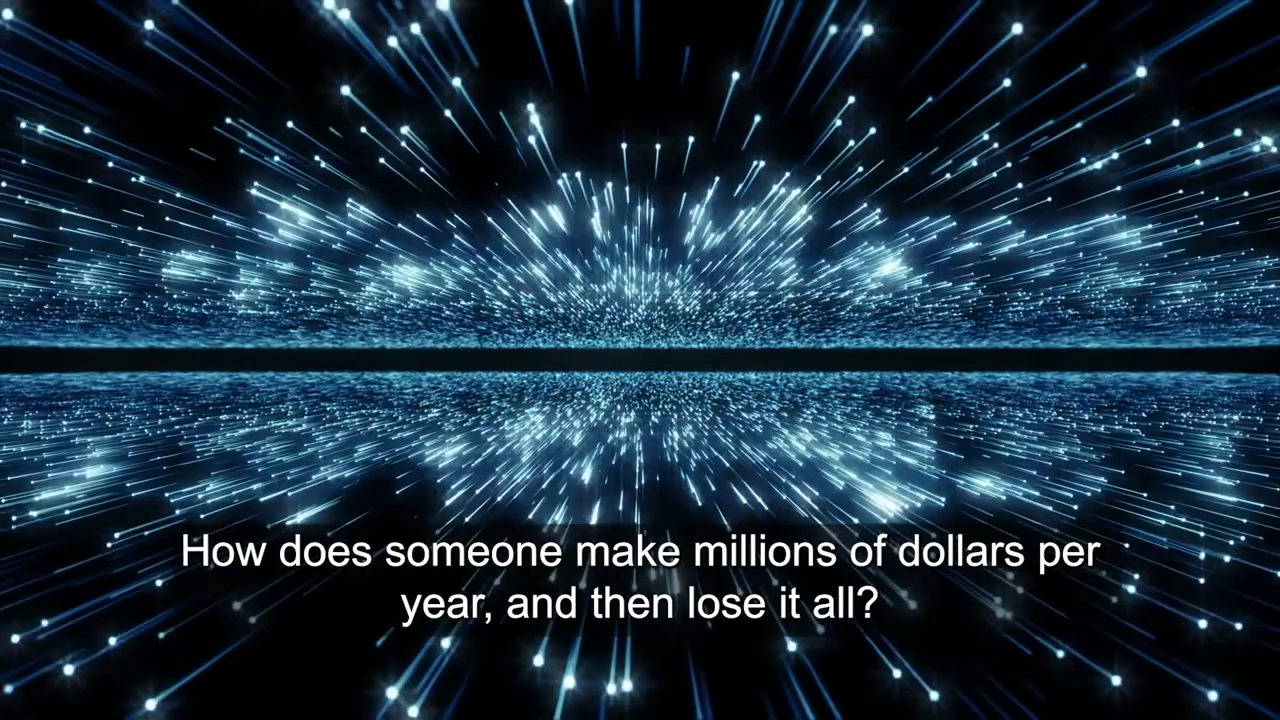 How does someone make millions of dollars per
year, and then lose it all?